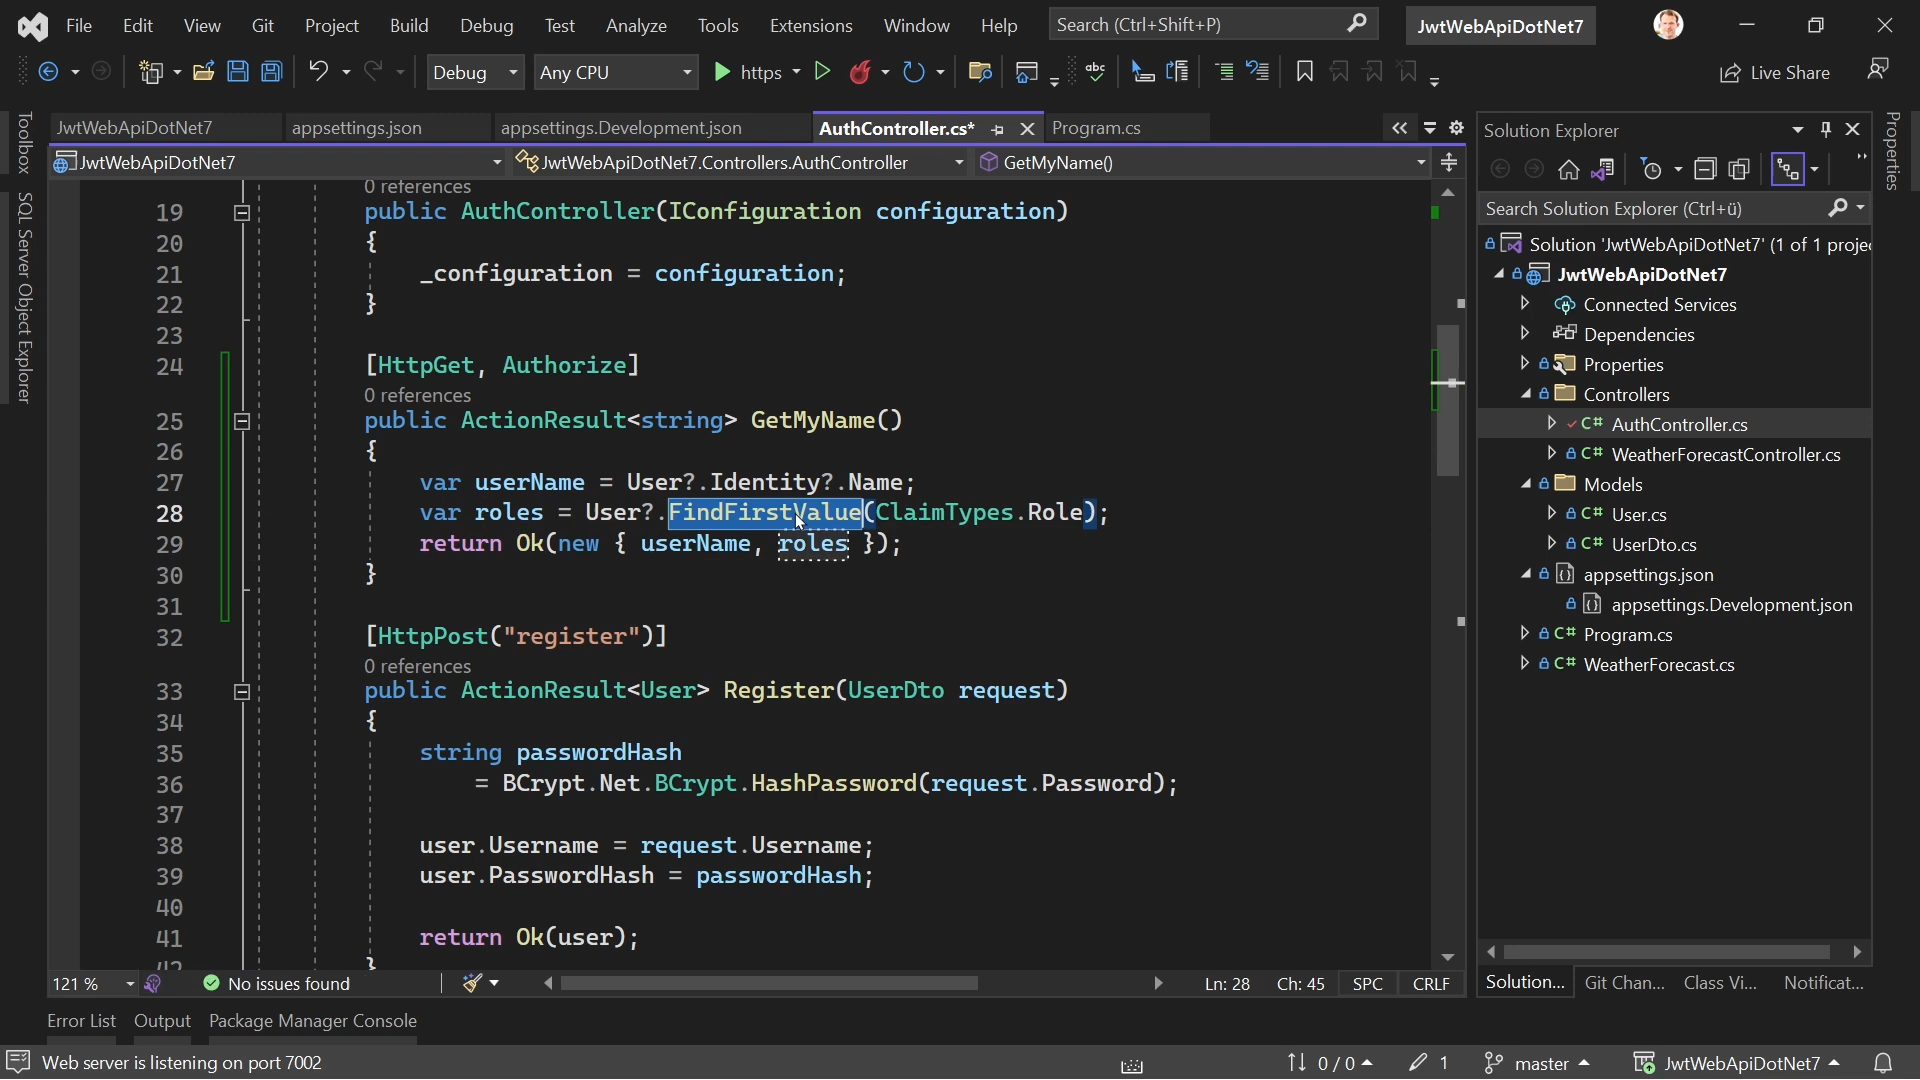 File Edit View Git Project Build Debug Test Analyze Tools Extensions Window Help Search (Ctrl+Shift+P) JwtWebApiDotNet7
Debug Any CPU https abc Live Share
Toolbox
SQL Server Object Explorer
JwtWebApiDotNet7 appsettings.json appsettings.Development.json AuthController.cs* Program.cs
JwtWebApiDotNet7 JwtWebApiDotNet7.Controllers.AuthController GetMyName()
0 references
19 public AuthController(IConfiguration configuration)
20 {
21 _configuration = configuration;
22 }
23
24 [HttpGet, Authorize]
0 references
25 public ActionResult<string> GetMyName()
26 {
27 var userName = User?.Identity?.Name;
28 var roles = User?.FindFirstValue(ClaimTypes.Role);
29 return Ok(new { userName, roles });
30 }
31
32 [HttpPost("register")]
0 references
33 public ActionResult<User> Register(UserDto request)
34 {
35 string passwordHash
36 = BCrypt.Net.BCrypt.HashPassword(request.Password);
37
38 user.Username = request.Username;
39 user.PasswordHash = passwordHash;
40
41 return Ok(user);
42 }
121 % No issues found Ln: 28 Ch: 45 SPC CRLF
Solution Explorer
Search Solution Explorer (Ctrl+ü)
Solution 'JwtWebApiDotNet7' (1 of 1 proje
JwtWebApiDotNet7
Connected Services
Dependencies
Properties
Controllers
C# AuthController.cs
C# WeatherForecastController.cs
Models
C# User.cs
C# UserDto.cs
appsettings.json
appsettings.Development.json
C# Program.cs
C# WeatherForecast.cs
Solution... Git Chan... Class Vi... Notificat...
Properties
Error List Output Package Manager Console
Web server is listening on port 7002 0 / 0 1 master JwtWebApiDotNet7